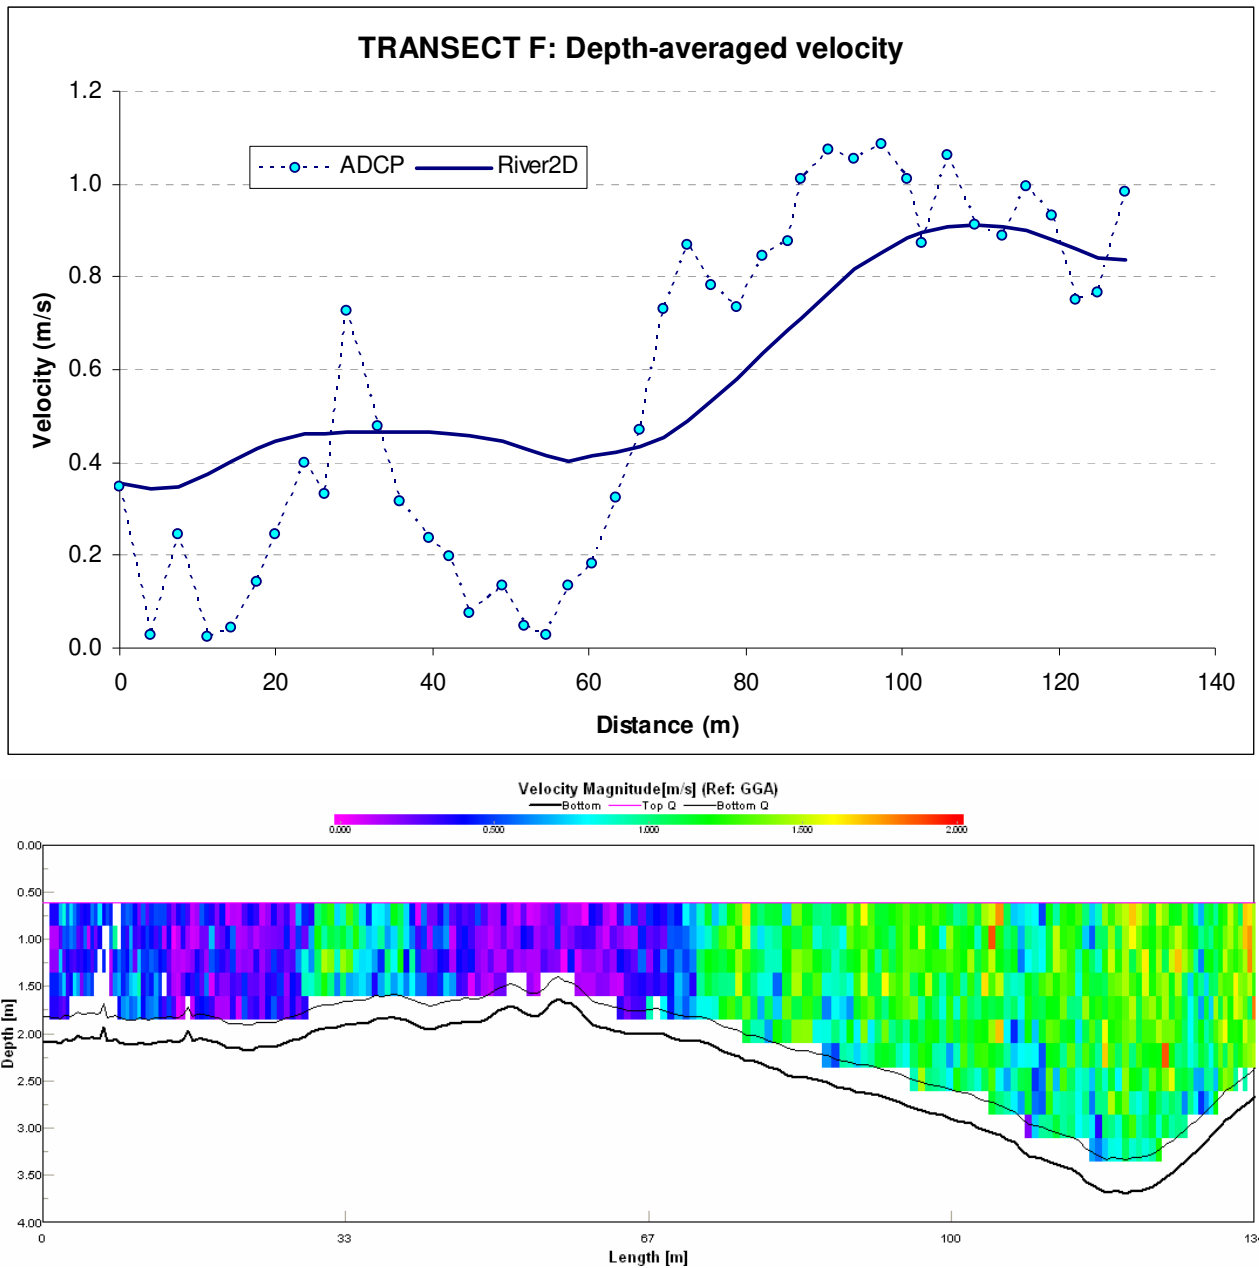 TRANSECT F: Depth-averaged velocity
1.2
1.0
0.8
0.6
0.4
0.2
0.0
Velocity (m/s)
ADCP River2D
0 20 40 60 80 100 120 140
Distance (m)
Velocity Magnitude[m/s] (Ref: GGA)
Bottom Top Q Bottom Q
0.000 0.500 1.000 1.500 2.000
0.00
0.50
1.00
1.50
2.00
2.50
3.00
3.50
4.00
Depth [m]
0 33 67 100
Length [m]